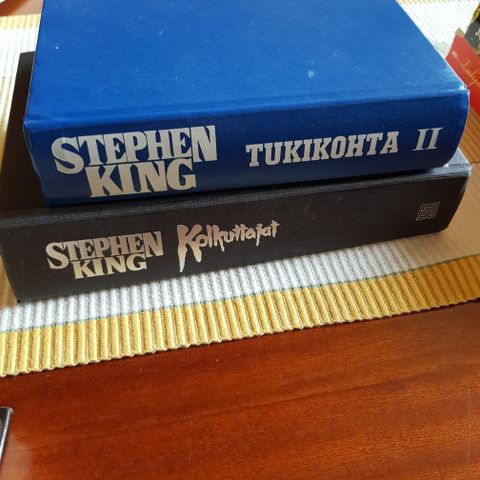 STEPHEN
KING
TUKIKOHTA II
STEPHEN
KING
Kolkuttajat